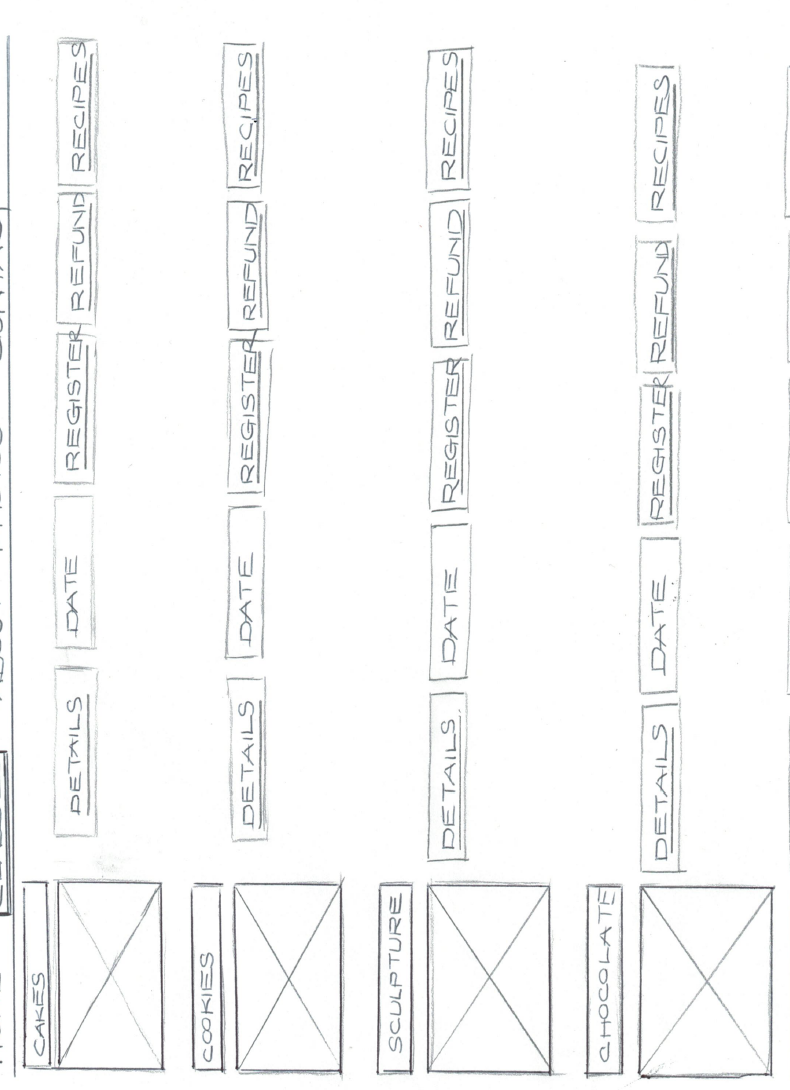 CAKES
DETAILS DATE REGISTER REFUND RECIPES
COOKIES
DETAILS DATE REGISTER REFUND RECIPES
SCULPTURE
DETAILS DATE REGISTER REFUND RECIPES
CHOCOLATE
DETAILS DATE REGISTER REFUND RECIPES